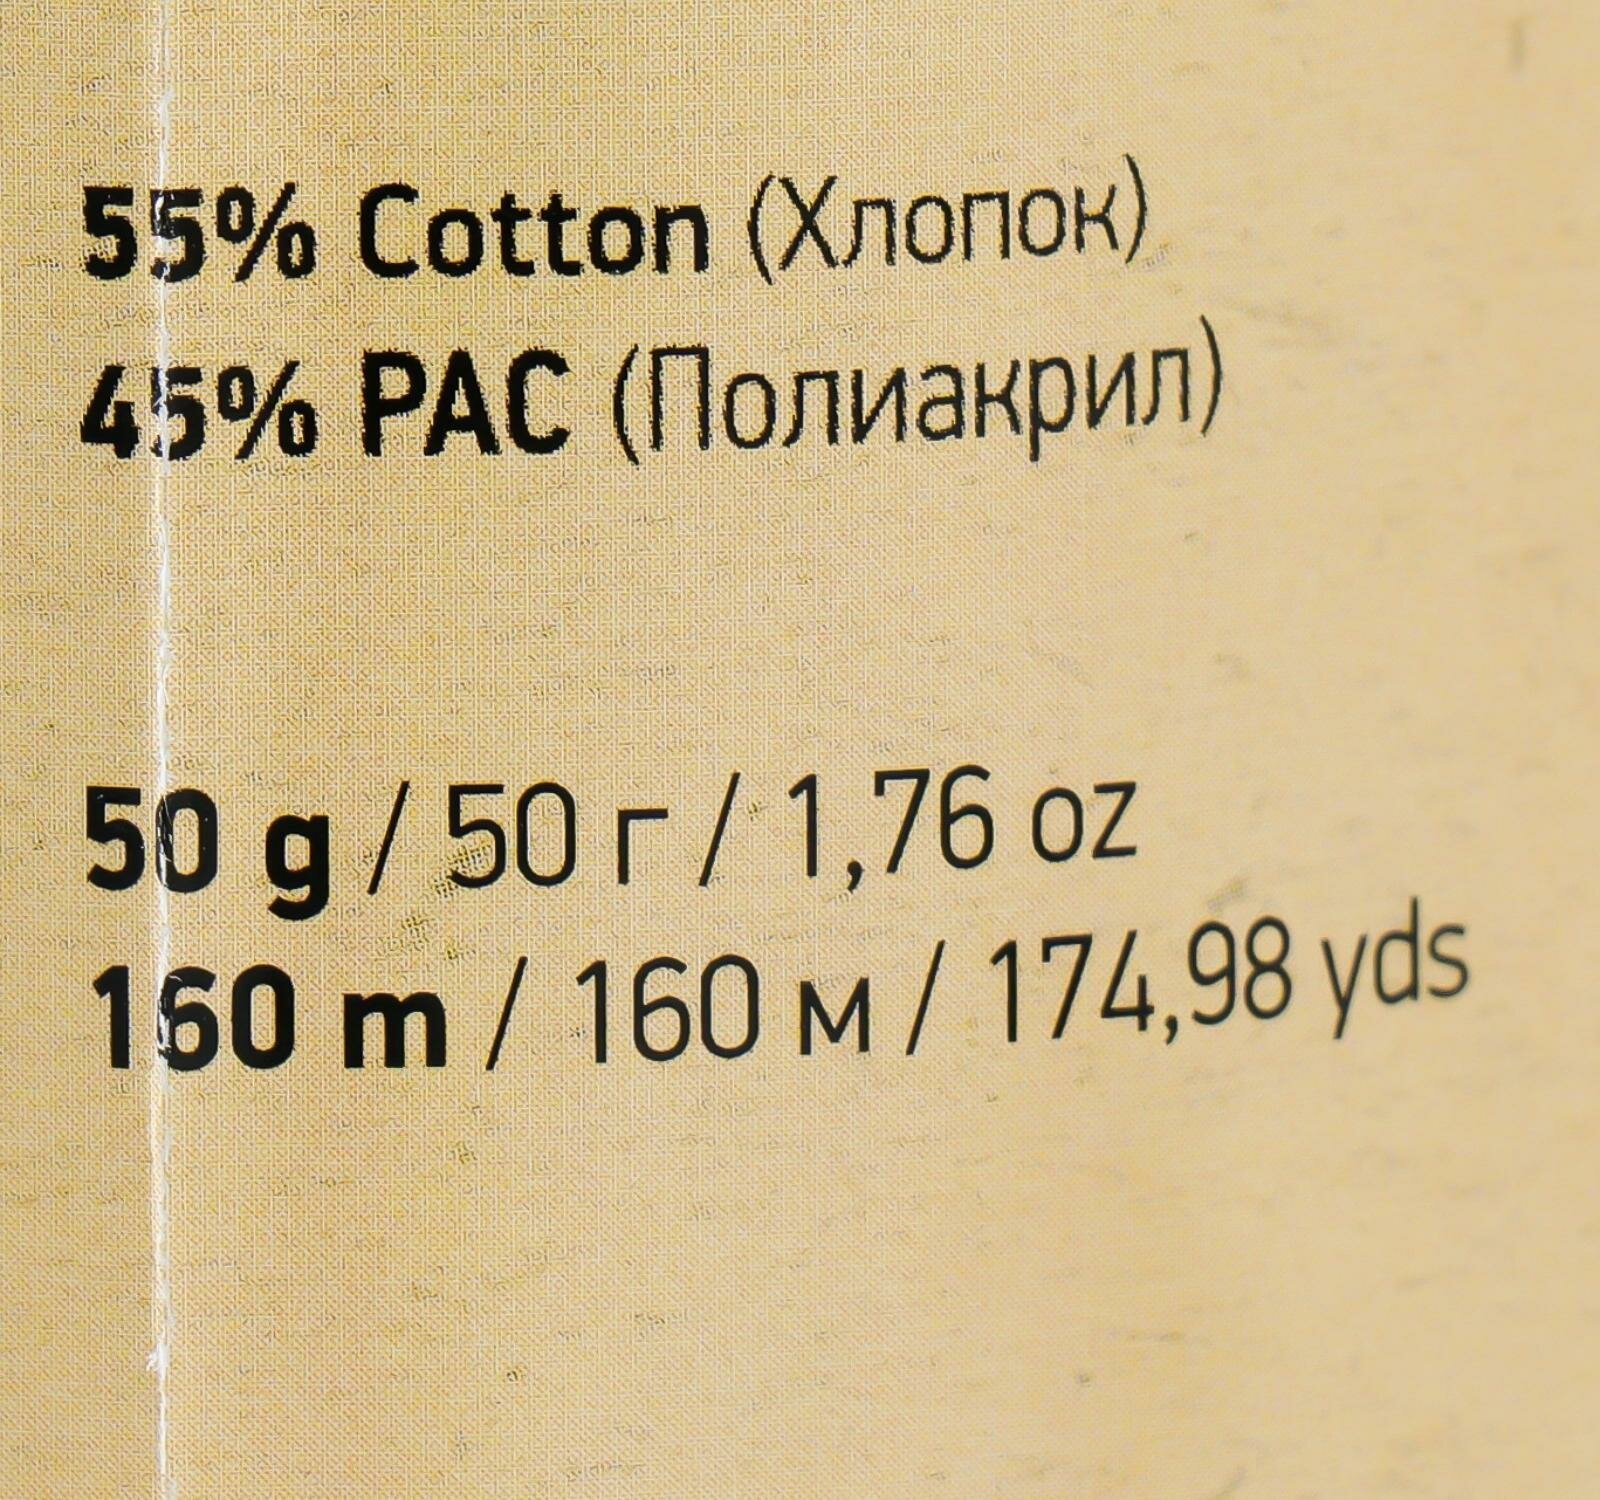 55% Cotton (Хлопок)
45% PAC (Полиакрил)
50 g / 50 г / 1,76 oz
160 m / 160 м / 174,98 yds